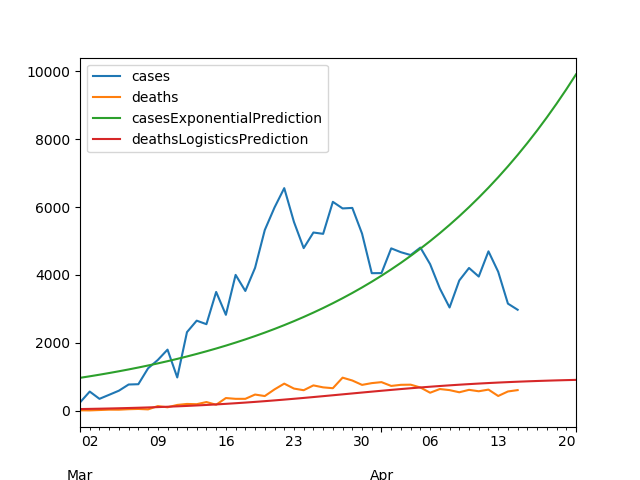 10000
8000
6000
4000
2000
0
cases
deaths
casesExponentialPrediction
deathsLogisticsPrediction
02 09 16 23 30 06 13 20
Mar Apr